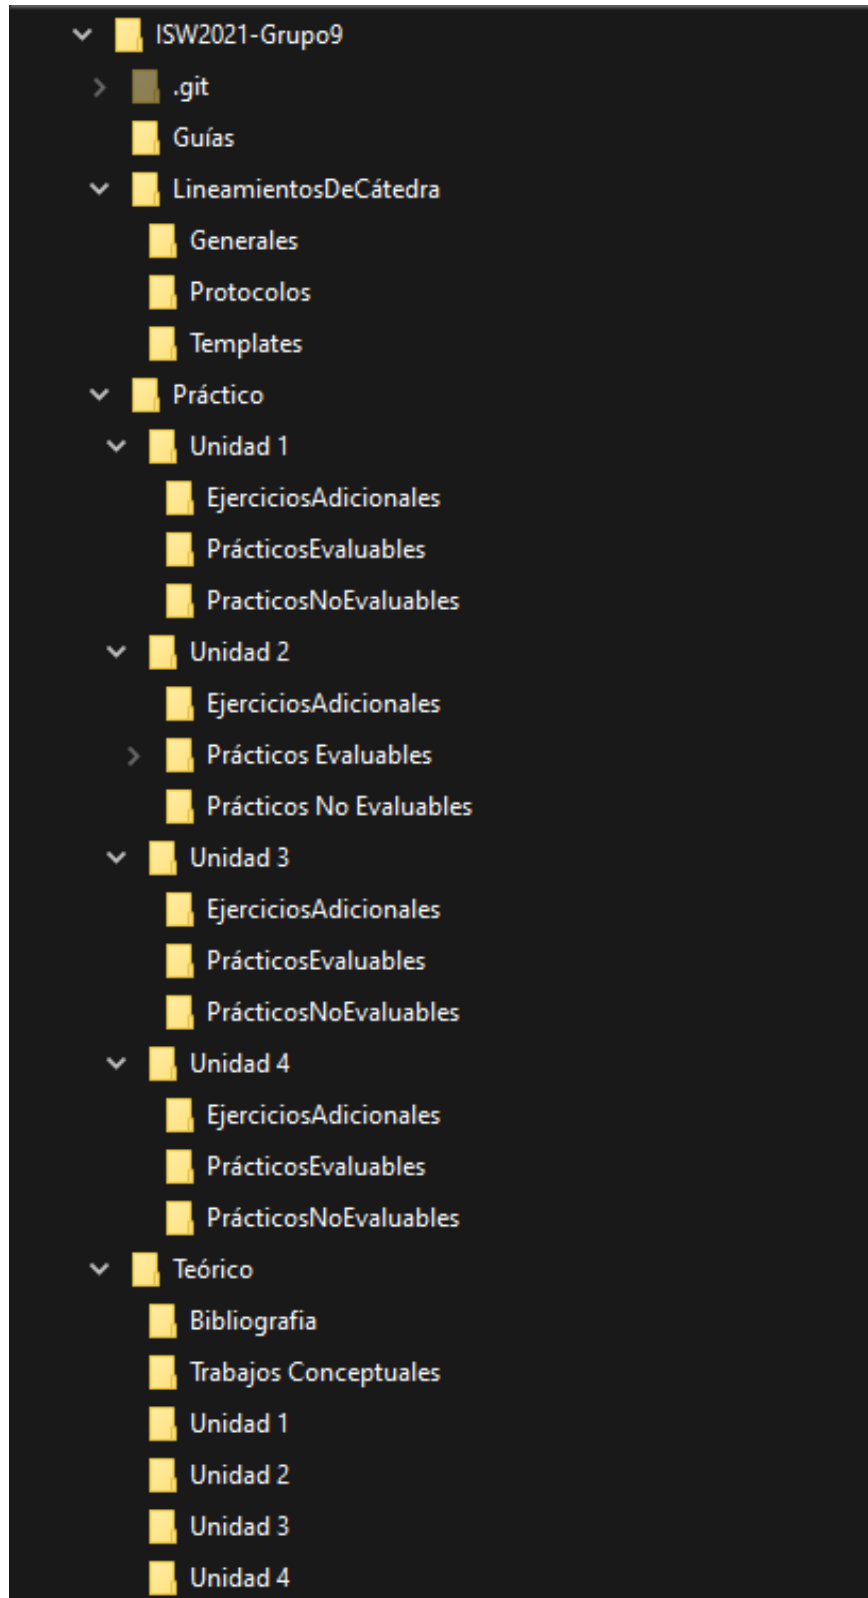 ISW2021-Grupo9
.git
Guías
LineamientosDeCátedra
Generales
Protocolos
Templates
Práctico
Unidad 1
EjerciciosAdicionales
PrácticosEvaluables
PracticosNoEvaluables
Unidad 2
EjerciciosAdicionales
Prácticos Evaluables
Prácticos No Evaluables
Unidad 3
EjerciciosAdicionales
PrácticosEvaluables
PrácticosNoEvaluables
Unidad 4
EjerciciosAdicionales
PrácticosEvaluables
PrácticosNoEvaluables
Teórico
Bibliografia
Trabajos Conceptuales
Unidad 1
Unidad 2
Unidad 3
Unidad 4